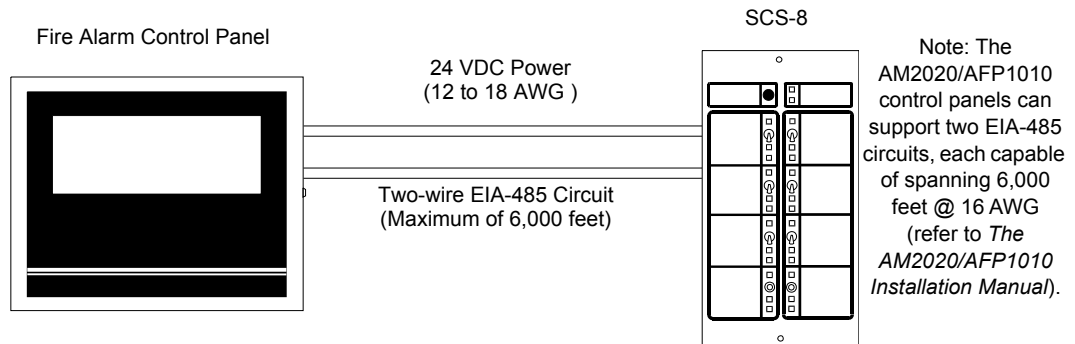 Fire Alarm Control Panel
24 VDC Power
(12 to 18 AWG )
Two-wire EIA-485 Circuit
(Maximum of 6,000 feet)
SCS-8
Note: The
AM2020/AFP1010
control panels can
support two EIA-485
circuits, each capable
of spanning 6,000
feet @ 16 AWG
(refer to The
AM2020/AFP1010
Installation Manual).